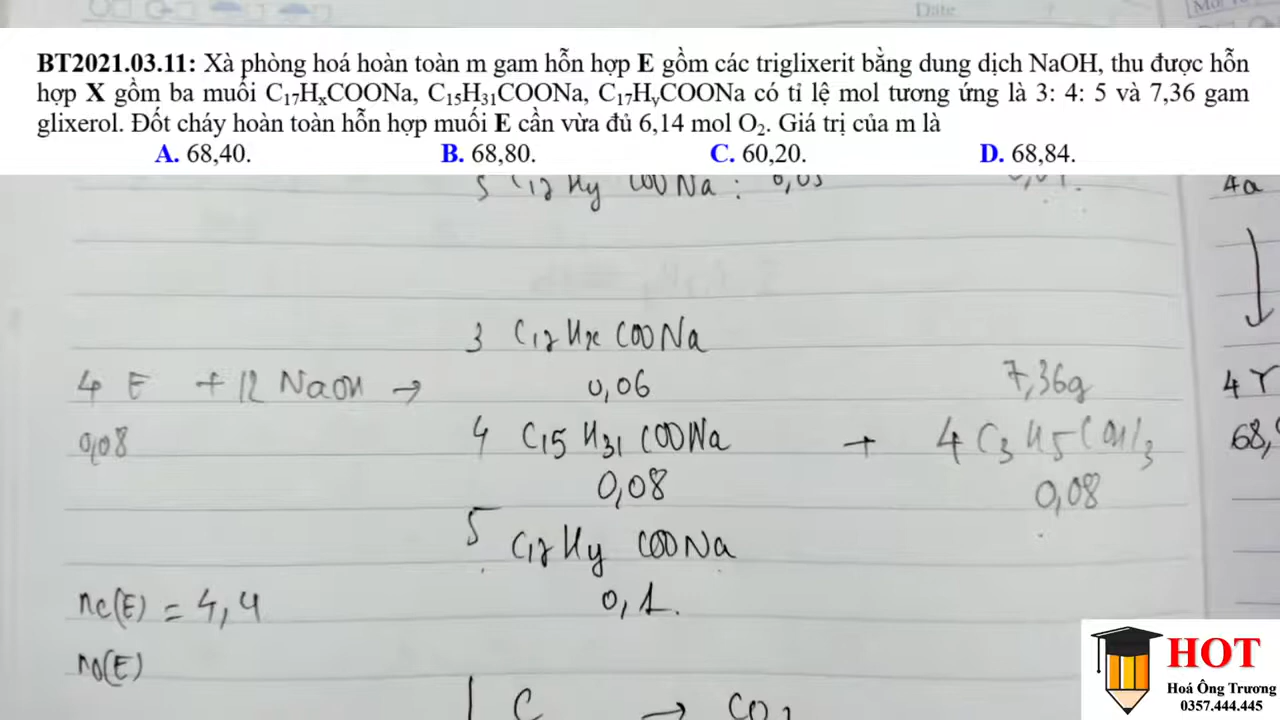 Date
BT2021.03.11: Xà phòng hoá hoàn toàn m gam hỗn hợp E gồm các triglixerit bằng dung dịch NaOH, thu được hỗn
hợp X gồm ba muối C₁₇HₓCOONa, C₁₅H₃₁COONa, C₁₇HᵧCOONa có tỉ lệ mol tương ứng là 3: 4: 5 và 7,36 gam
glixerol. Đốt cháy hoàn toàn hỗn hợp muối E cần vừa đủ 6,14 mol O₂. Giá trị của m là
A. 68,40. B. 68,80. C. 60,20. D. 68,84.
5 C₁₇Hy COONa : 0,05
4a
3 C₁₇Hx COONa
4 E + 12 NaOH → 0,06 7,36g
0,08 4 C₁₅H₃₁COONa + 4 C₃H₅(OH)₃
0,08 0,08
5 C₁₇Hy COONa
nc(E) = 4,4 0,1.
no(E)
C → CO₂
HOT
Hoá Ông Trương
0357.444.445